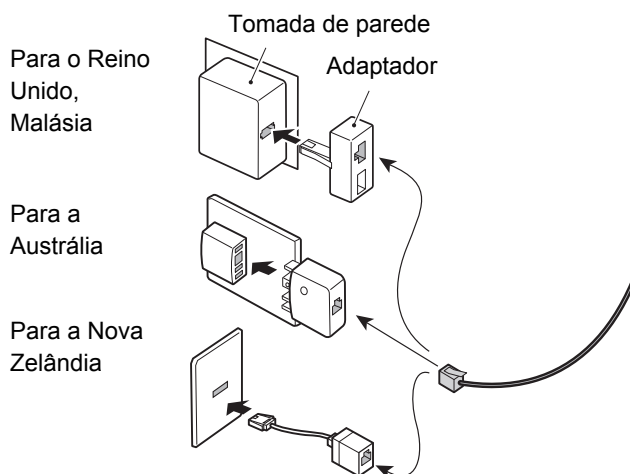 Tomada de parede
Para o Reino
Unido,
Malásia
Adaptador
Para a
Austrália
Para a Nova
Zelândia